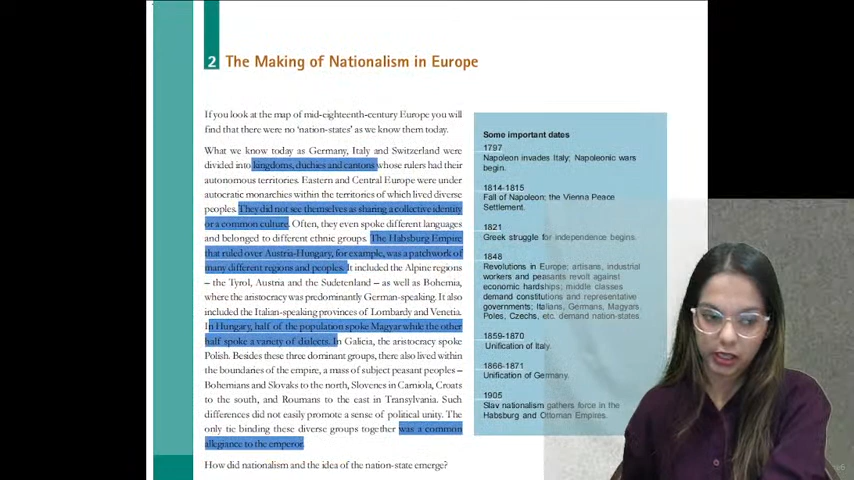 2 The Making of Nationalism in Europe
If you look at the map of mid-eighteenth-century Europe you will
find that there were no ‘nation-states’ as we know them today.
What we know today as Germany, Italy and Switzerland were
divided into kingdoms, duchies and cantons whose rulers had their
autonomous territories. Eastern and Central Europe were under
autocratic monarchies within the territories of which lived diverse
peoples. They did not see themselves as sharing a collective identity
or a common culture. Often, they even spoke different languages
and belonged to different ethnic groups. The Habsburg Empire
that ruled over Austria-Hungary, for example, was a patchwork of
many different regions and peoples. It included the Alpine regions
– the Tyrol, Austria and the Sudetenland – as well as Bohemia,
where the aristocracy was predominantly German-speaking. It also
included the Italian-speaking provinces of Lombardy and Venetia.
In Hungary, half of the population spoke Magyar while the other
half spoke a variety of dialects. In Galicia, the aristocracy spoke
Polish. Besides these three dominant groups, there also lived within
the boundaries of the empire, a mass of subject peasant peoples –
Bohemians and Slovaks to the north, Slovenes in Carniola, Croats
to the south, and Roumans to the east in Transylvania. Such
differences did not easily promote a sense of political unity. The
only tie binding these diverse groups together was a common
allegiance to the emperor.
How did nationalism and the idea of the nation-state emerge?
Some important dates
1797
Napoleon invades Italy; Napoleonic wars
begin.
1814-1815
Fall of Napoleon; the Vienna Peace
Settlement.
1821
Greek struggle for independence begins.
1848
Revolutions in Europe; artisans, industrial
workers and peasants revolt against
economic hardships; middle classes
demand constitutions and representative
governments; Italians, Germans, Magyars,
Poles, Czechs, etc. demand nation-states.
1859-1870
Unification of Italy.
1866-1871
Unification of Germany.
1905
Slav nationalism gathers force in the
Habsburg and Ottoman Empires.